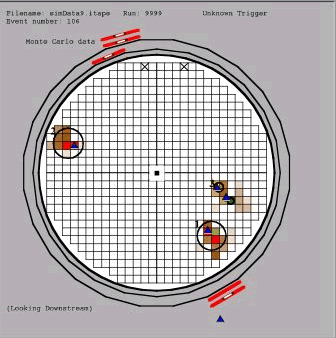 Filename: simData9.itape   Run: 9999   Unknown Trigger
Event number: 106
Monte Carlo data
(Looking Downstream)